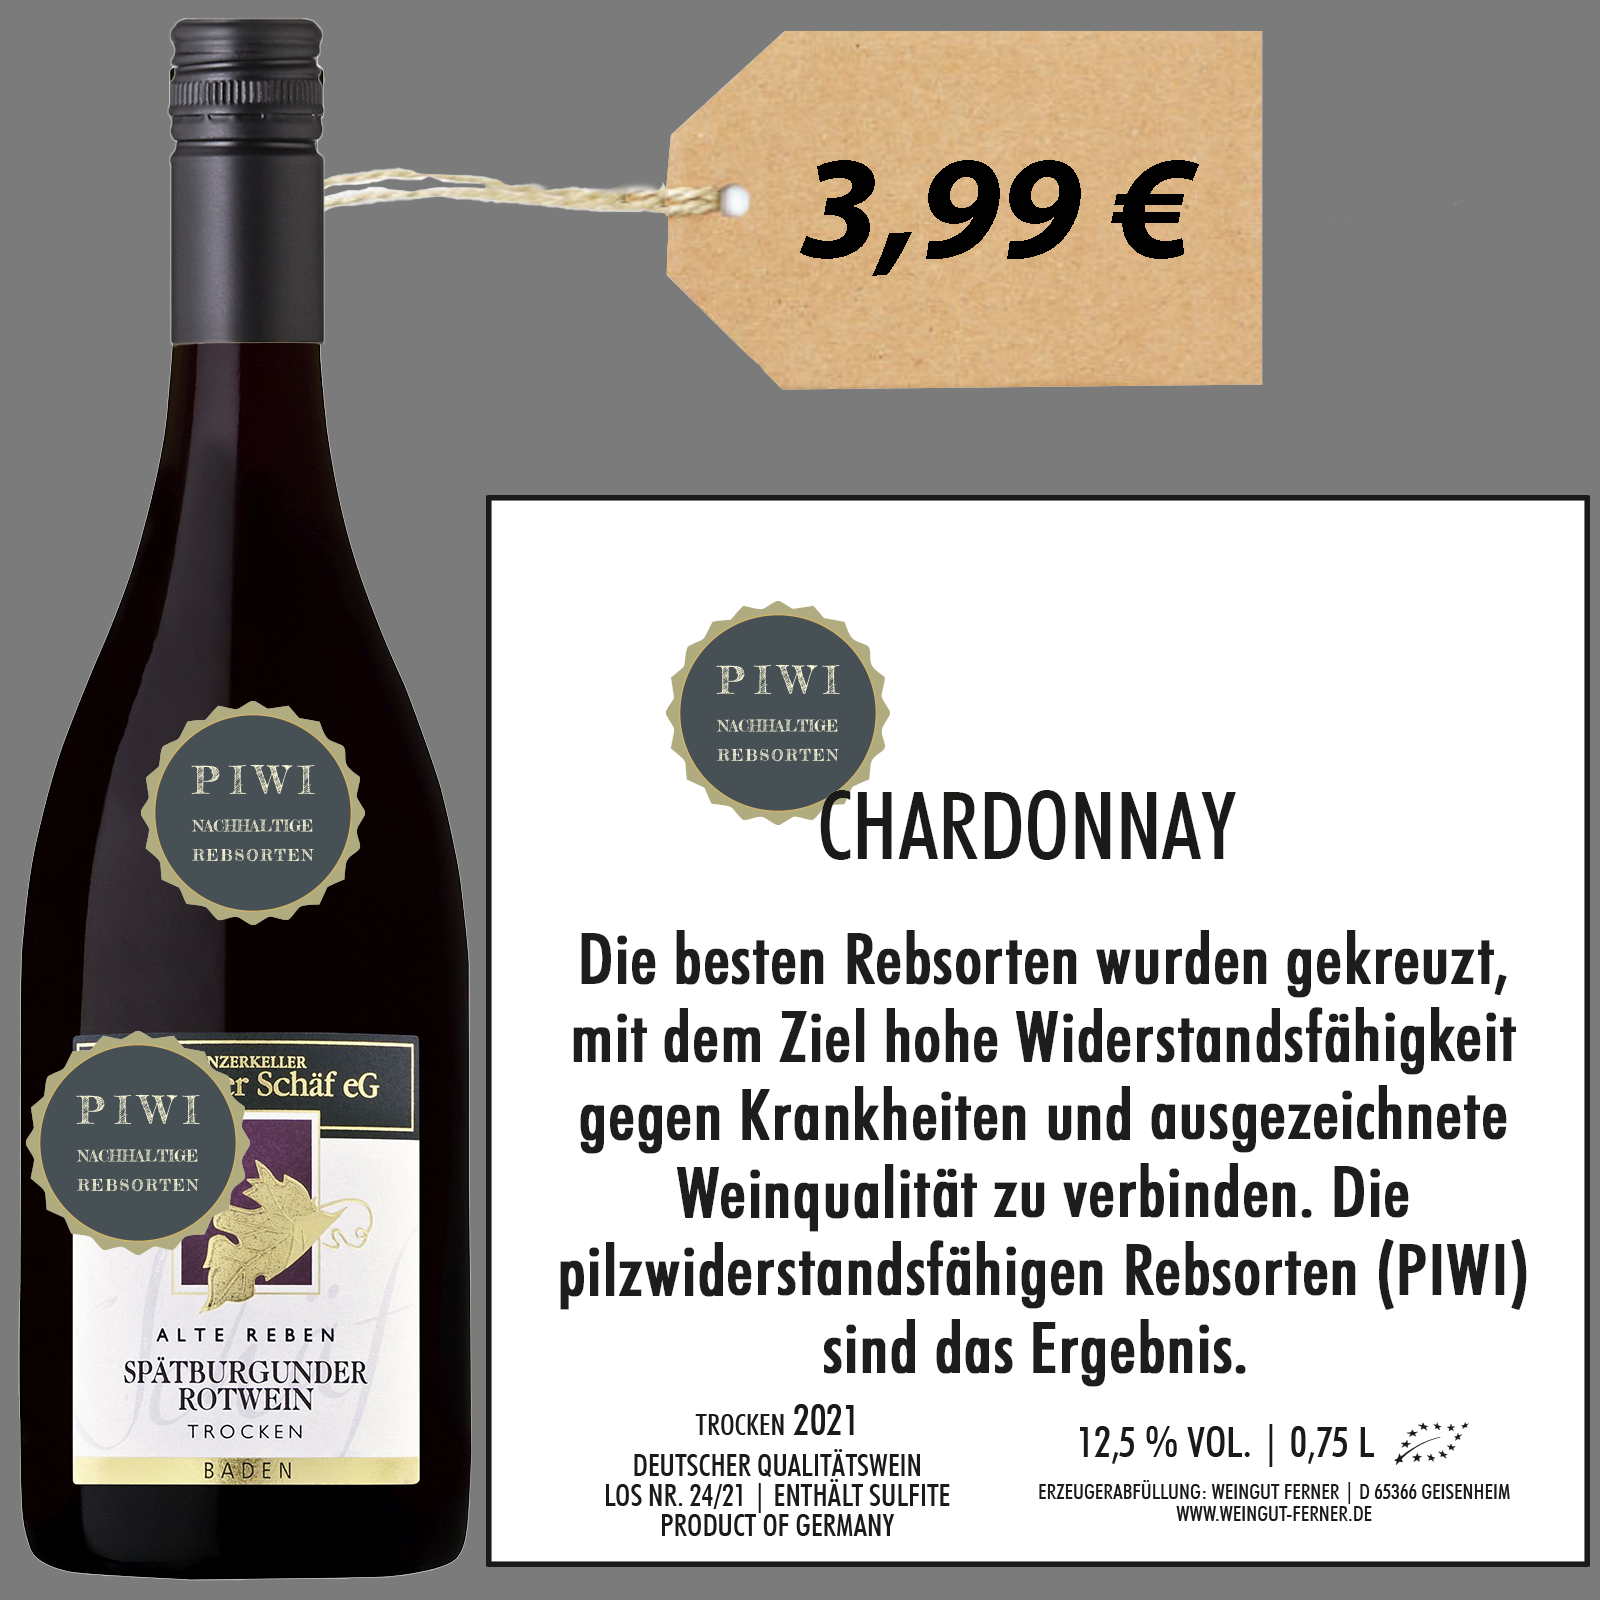 3,99 €
PIWI
NACHHALTIGE
REBSORTEN
PIWI
NACHHALTIGE
REBSORTEN
NZERKELLER
er Schäf eG
ALTE REBEN
SPÄTBURGUNDER
ROTWEIN
TROCKEN
BADEN
PIWI
NACHHALTIGE
REBSORTEN
CHARDONNAY
Die besten Rebsorten wurden gekreuzt,
mit dem Ziel hohe Widerstandsfähigkeit
gegen Krankheiten und ausgezeichnete
Weinqualität zu verbinden. Die
pilzwiderstandsfähigen Rebsorten (PIWI)
sind das Ergebnis.
TROCKEN 2021
DEUTSCHER QUALITÄTSWEIN
LOS NR. 24/21 | ENTHÄLT SULFITE
PRODUCT OF GERMANY
12,5 % VOL. | 0,75 L
ERZEUGERABFÜLLUNG: WEINGUT FERNER | D 65366 GEISENHEIM
WWW.WEINGUT-FERNER.DE